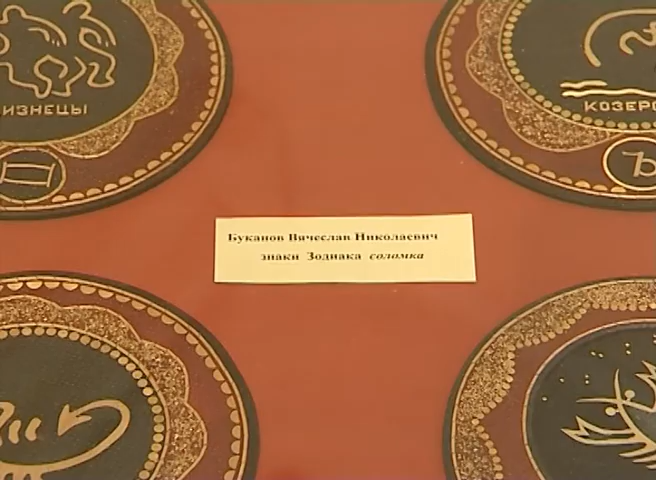 ИЗНЕЦЫ
КОЗЕРО
Буканов Вячеслав Николаевич
знаки Зодиака соломка